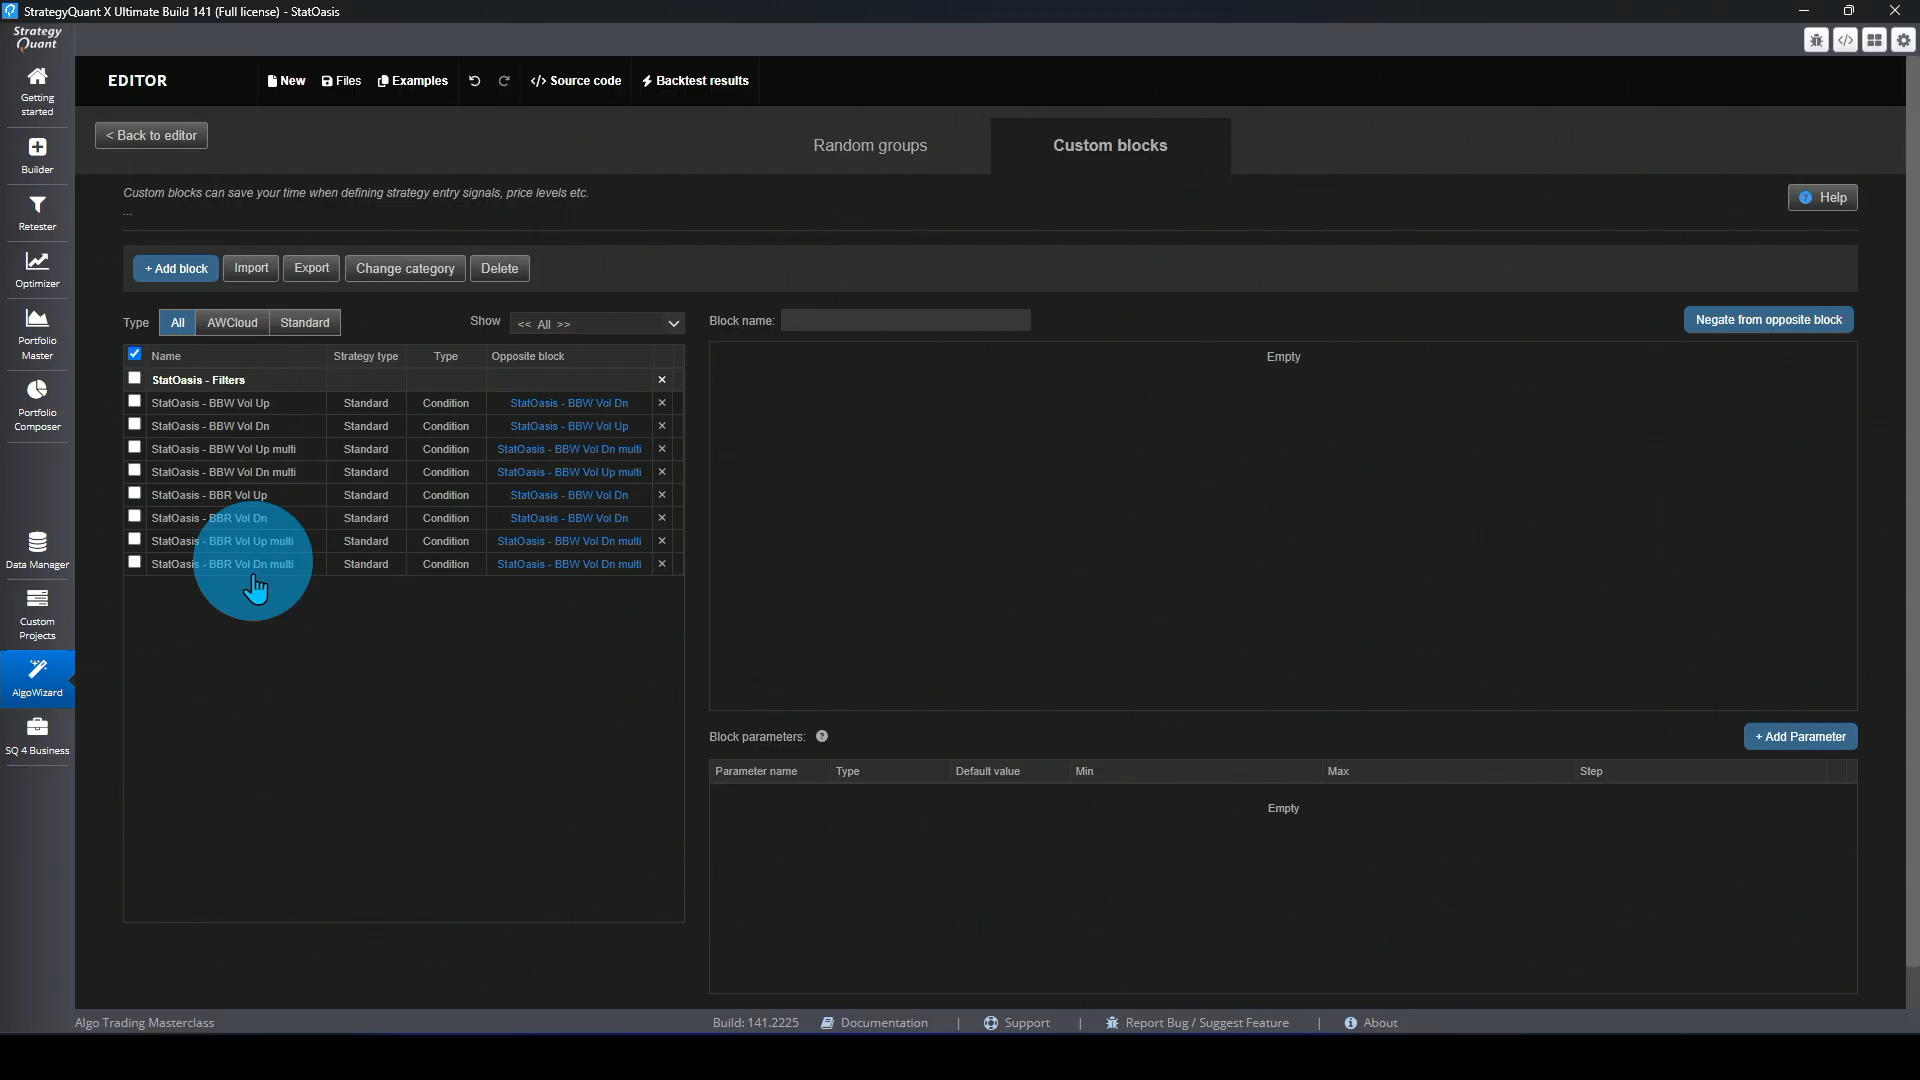 StrategyQuant X Ultimate Build 141 (Full license) - StatOasis
Strategy
Quant
Getting
started
Builder
Retester
Optimizer
Portfolio
Master
Portfolio
Composer
Data Manager
Custom
Projects
AlgoWizard
SQ 4 Business
EDITOR
New
Files
Examples
</> Source code
Backtest results
< Back to editor
Random groups
Custom blocks
Custom blocks can save your time when defining strategy entry signals, price levels etc.
...
? Help
+ Add block
Import
Export
Change category
Delete
Type
All
AWCloud
Standard
Show
<< All >>
Block name:
Negate from opposite block
Name Strategy type Type Opposite block
StatOasis - Filters ×
StatOasis - BBW Vol Up Standard Condition StatOasis - BBW Vol Dn ×
StatOasis - BBW Vol Dn Standard Condition StatOasis - BBW Vol Up ×
StatOasis - BBW Vol Up multi Standard Condition StatOasis - BBW Vol Dn multi ×
StatOasis - BBW Vol Dn multi Standard Condition StatOasis - BBW Vol Up multi ×
StatOasis - BBR Vol Up Standard Condition StatOasis - BBW Vol Dn ×
StatOasis - BBR Vol Dn Standard Condition StatOasis - BBW Vol Dn ×
StatOasis - BBR Vol Up multi Standard Condition StatOasis - BBW Vol Dn multi ×
StatOasis - BBR Vol Dn multi Standard Condition StatOasis - BBW Vol Dn multi ×
Empty
Block parameters: ?
+ Add Parameter
Parameter name Type Default value Min Max Step
Empty
Algo Trading Masterclass
Build: 141.2225
Documentation
|
Support
|
Report Bug / Suggest Feature
|
About